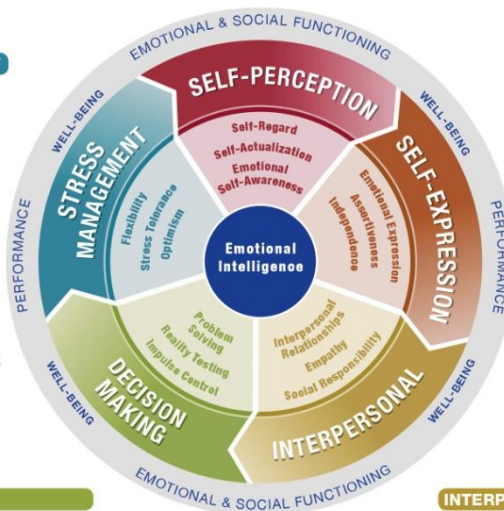 EMOTIONAL & SOCIAL FUNCTIONING
WELL-BEING
WELL-BEING
PERFORMANCE
PERFORMANCE
SELF-PERCEPTION
Self-Regard
Self-Actualization
Emotional
Self-Awareness
SELF-EXPRESSION
Emotional Expression
Assertiveness
Independence
INTERPERSONAL
Interpersonal
Relationships
Empathy
Social Responsibility
DECISION
MAKING
Problem
Solving
Reality Testing
Impulse Control
STRESS
MANAGEMENT
Flexibility
Stress Tolerance
Optimism
Emotional
Intelligence
WELL-BEING
WELL-BEING
EMOTIONAL & SOCIAL FUNCTIONING
INTERP